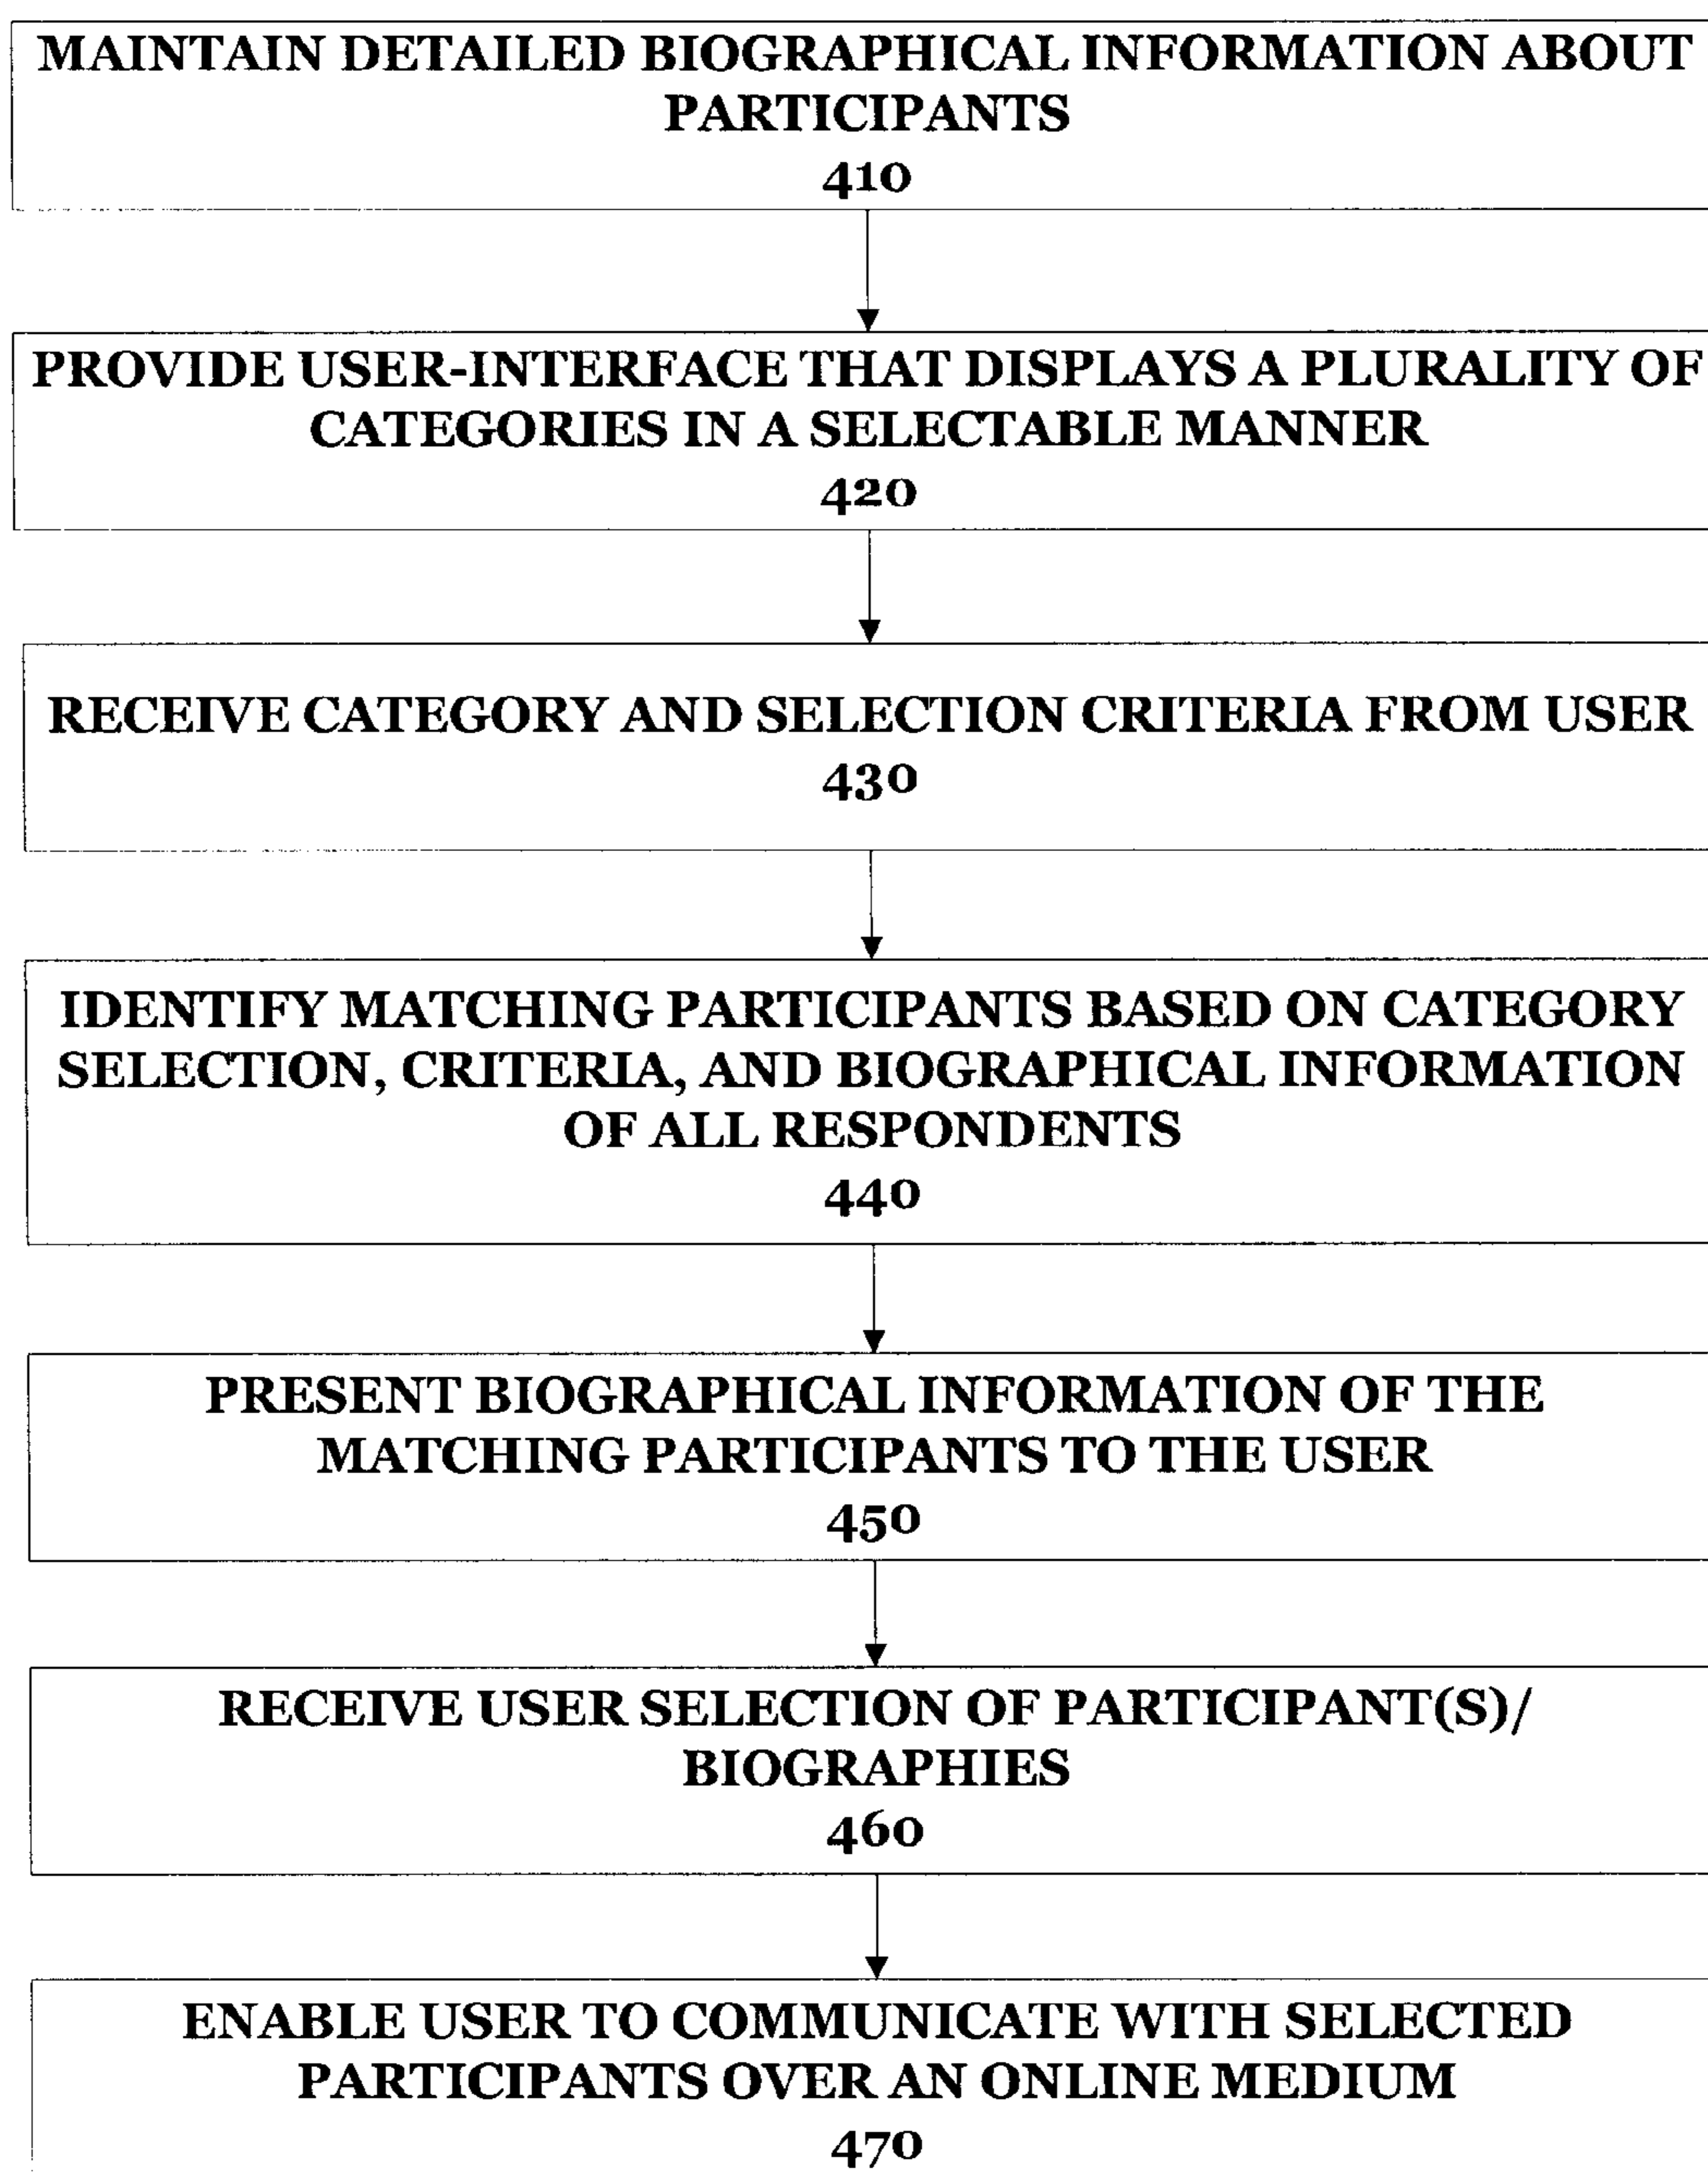 MAINTAIN DETAILED BIOGRAPHICAL INFORMATION ABOUT
PARTICIPANTS
410
PROVIDE USER-INTERFACE THAT DISPLAYS A PLURALITY OF
CATEGORIES IN A SELECTABLE MANNER
420
RECEIVE CATEGORY AND SELECTION CRITERIA FROM USER
430
IDENTIFY MATCHING PARTICIPANTS BASED ON CATEGORY
SELECTION, CRITERIA, AND BIOGRAPHICAL INFORMATION
OF ALL RESPONDENTS
440
PRESENT BIOGRAPHICAL INFORMATION OF THE
MATCHING PARTICIPANTS TO THE USER
450
RECEIVE USER SELECTION OF PARTICIPANT(S)/
BIOGRAPHIES
460
ENABLE USER TO COMMUNICATE WITH SELECTED
PARTICIPANTS OVER AN ONLINE MEDIUM
470